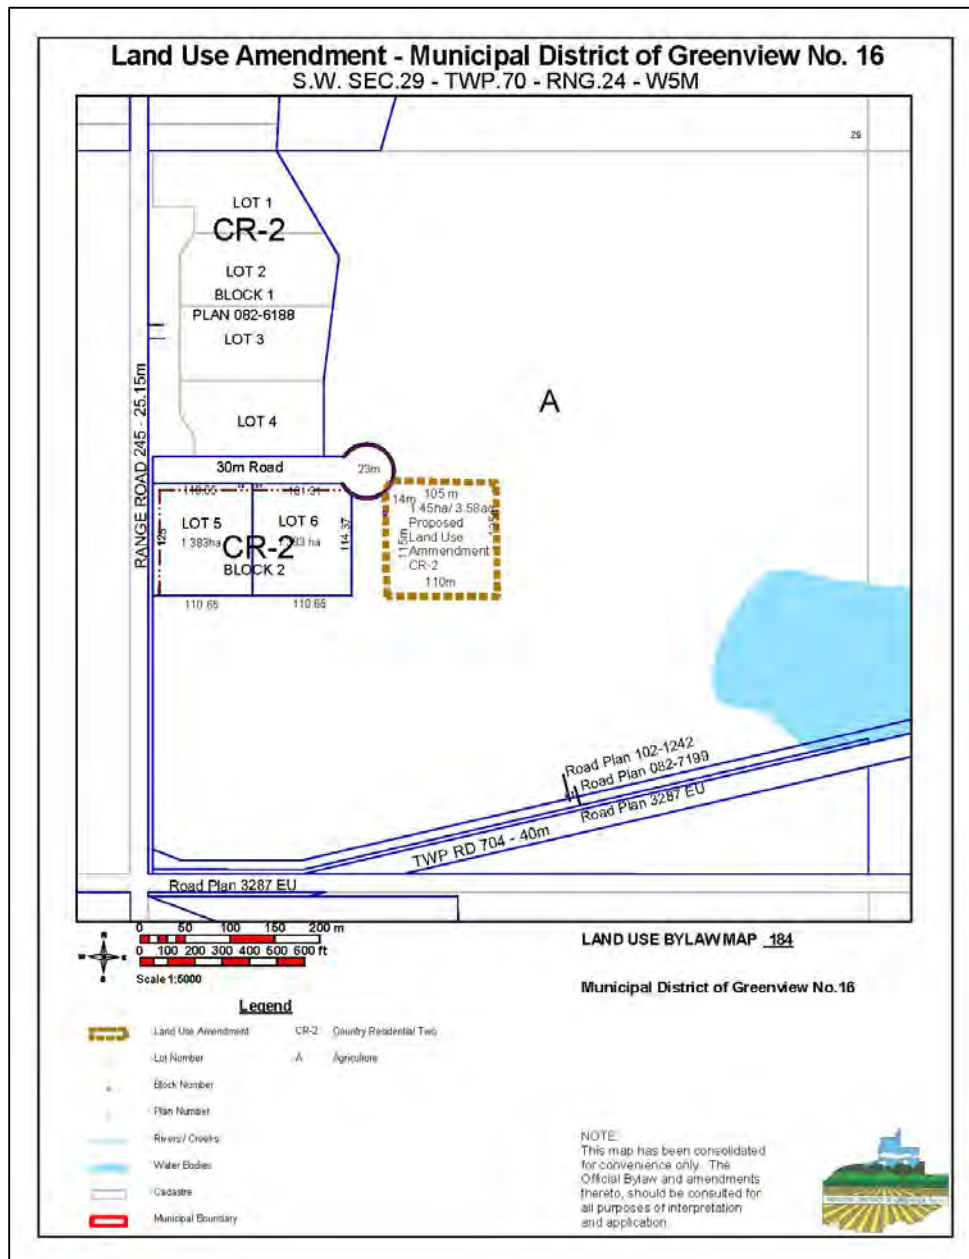 Land Use Amendment - Municipal District of Greenview No. 16
S.W. SEC.29 - TWP.70 - RNG.24 - W5M
29
LOT 1
CR-2
LOT 2
BLOCK 1
PLAN 082-6188
LOT 3
LOT 4
A
RANGE ROAD 245 - 25.15m
30m Road
23m
14m
105 m
1.45ha/ 3.58ac
Proposed
Land Use
Ammendment
CR-2
110m
115m
125m
LOT 5
LOT 6
1.383ha
CR-2
BLOCK 2
125
114.37
110.65
110.65
Road Plan 102-1242
Road Plan 082-7199
Road Plan 3287 EU
TWP RD 704 - 40m
Road Plan 3287 EU
0 50 100 150 200 m
0 100 200 300 400 500 600 ft
Scale 1:5000
LAND USE BYLAW MAP 184
Municipal District of Greenview No.16
Legend
Land Use Amendment
CR-2 Country Residential Two
Lot Number
A Agriculture
Block Number
Plan Number
Rivers / Creeks
Water Bodies
Cadastre
Municipal Boundary
NOTE:
This map has been consolidated
for convenience only. The
Official Bylaw and amendments
thereto, should be consulted for
all purposes of interpretation
and application.